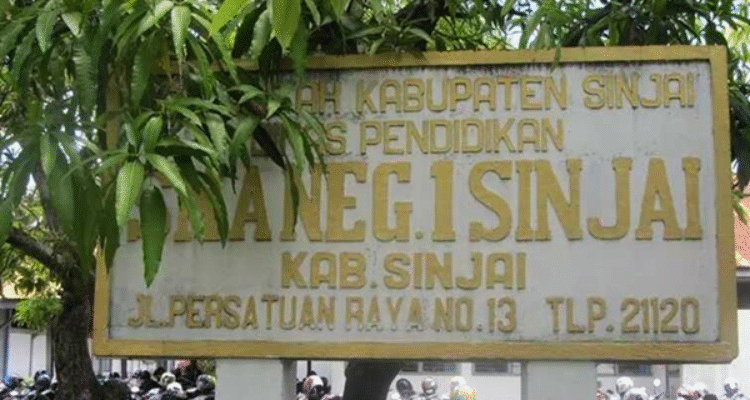 KABUPATEN SINJAI
PENDIDIKAN
NEG.1 SINJAI
KAB. SINJAI
JL. PERSATUAN RAYA NO. 13 TLP. 21120